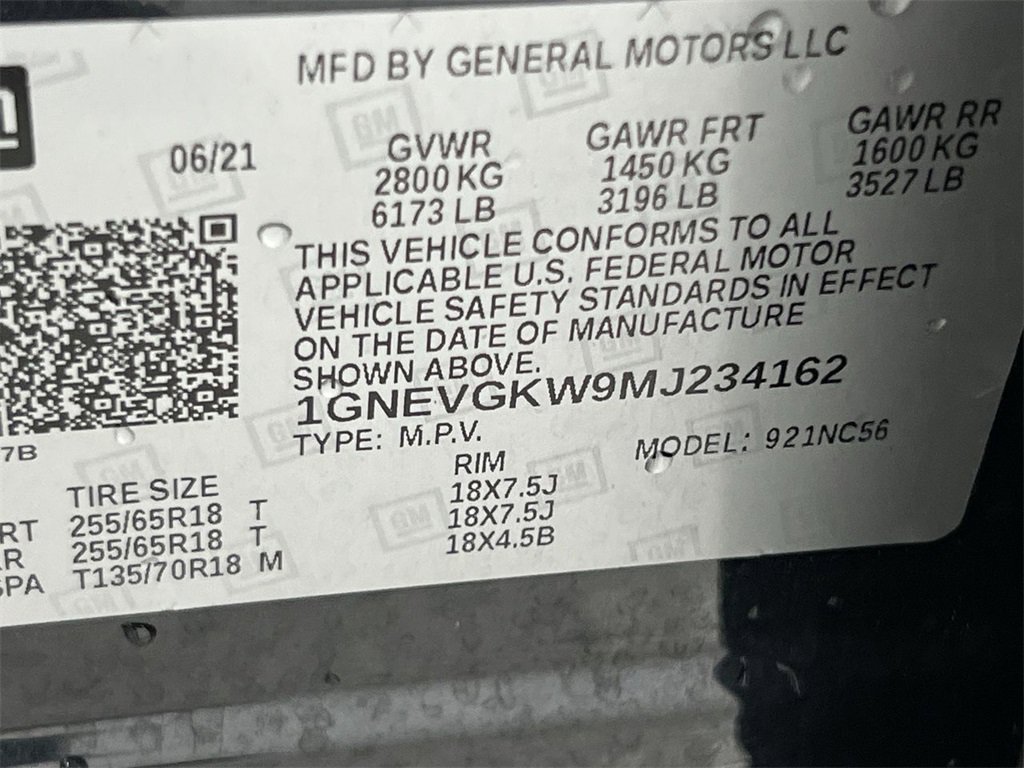 MFD BY GENERAL MOTORS LLC
06/21
GVWR
2800 KG
6173 LB
GAWR FRT
1450 KG
3196 LB
GAWR RR
1600 KG
3527 LB
THIS VEHICLE CONFORMS TO ALL
APPLICABLE U.S. FEDERAL MOTOR
VEHICLE SAFETY STANDARDS IN EFFECT
ON THE DATE OF MANUFACTURE
SHOWN ABOVE.
1GNEVGKW9MJ234162
TYPE: M.P.V. MODEL: 921NC56
7B
TIRE SIZE RIM
RT 255/65R18 T 18X7.5J
R 255/65R18 T 18X7.5J
SPA T135/70R18 M 18X4.5B